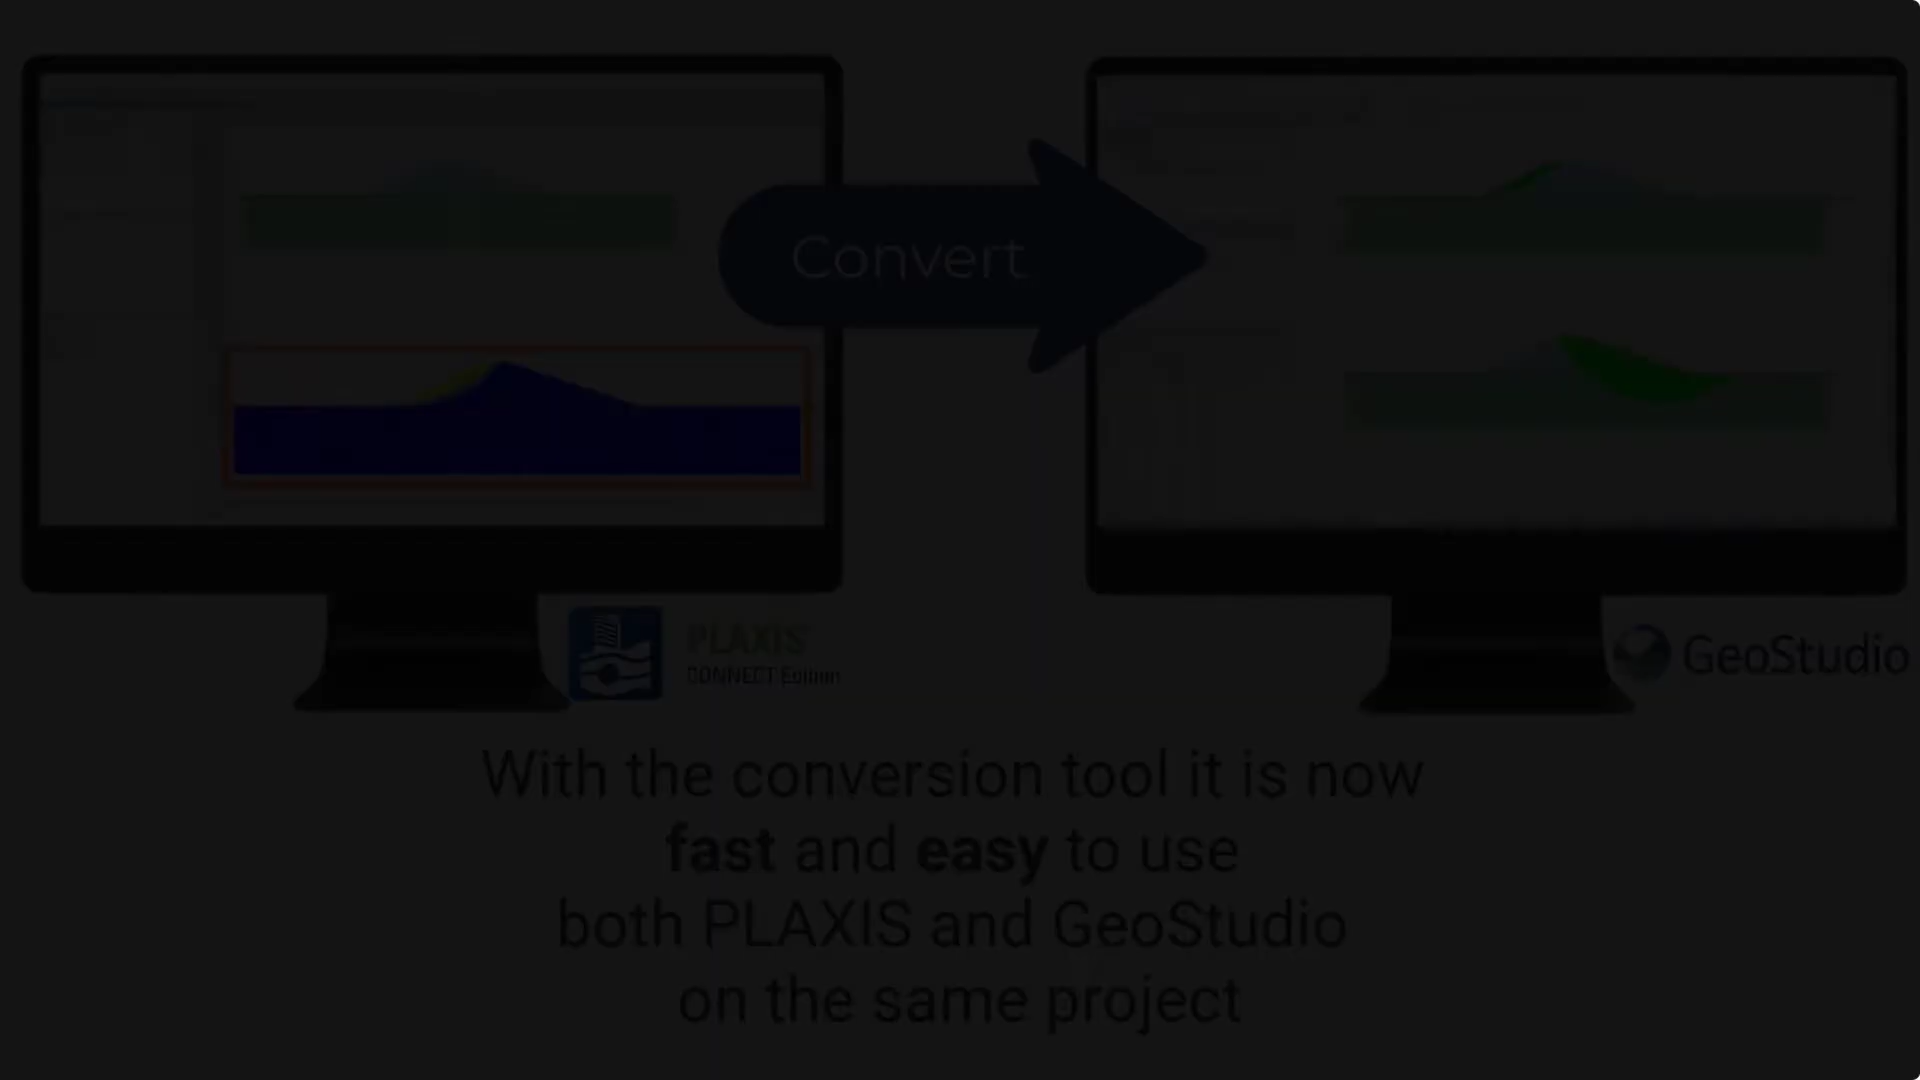 Convert
PLAXIS
CONNECT Edition
GeoStudio
With the conversion tool it is now
fast and easy to use
both PLAXIS and GeoStudio
on the same project